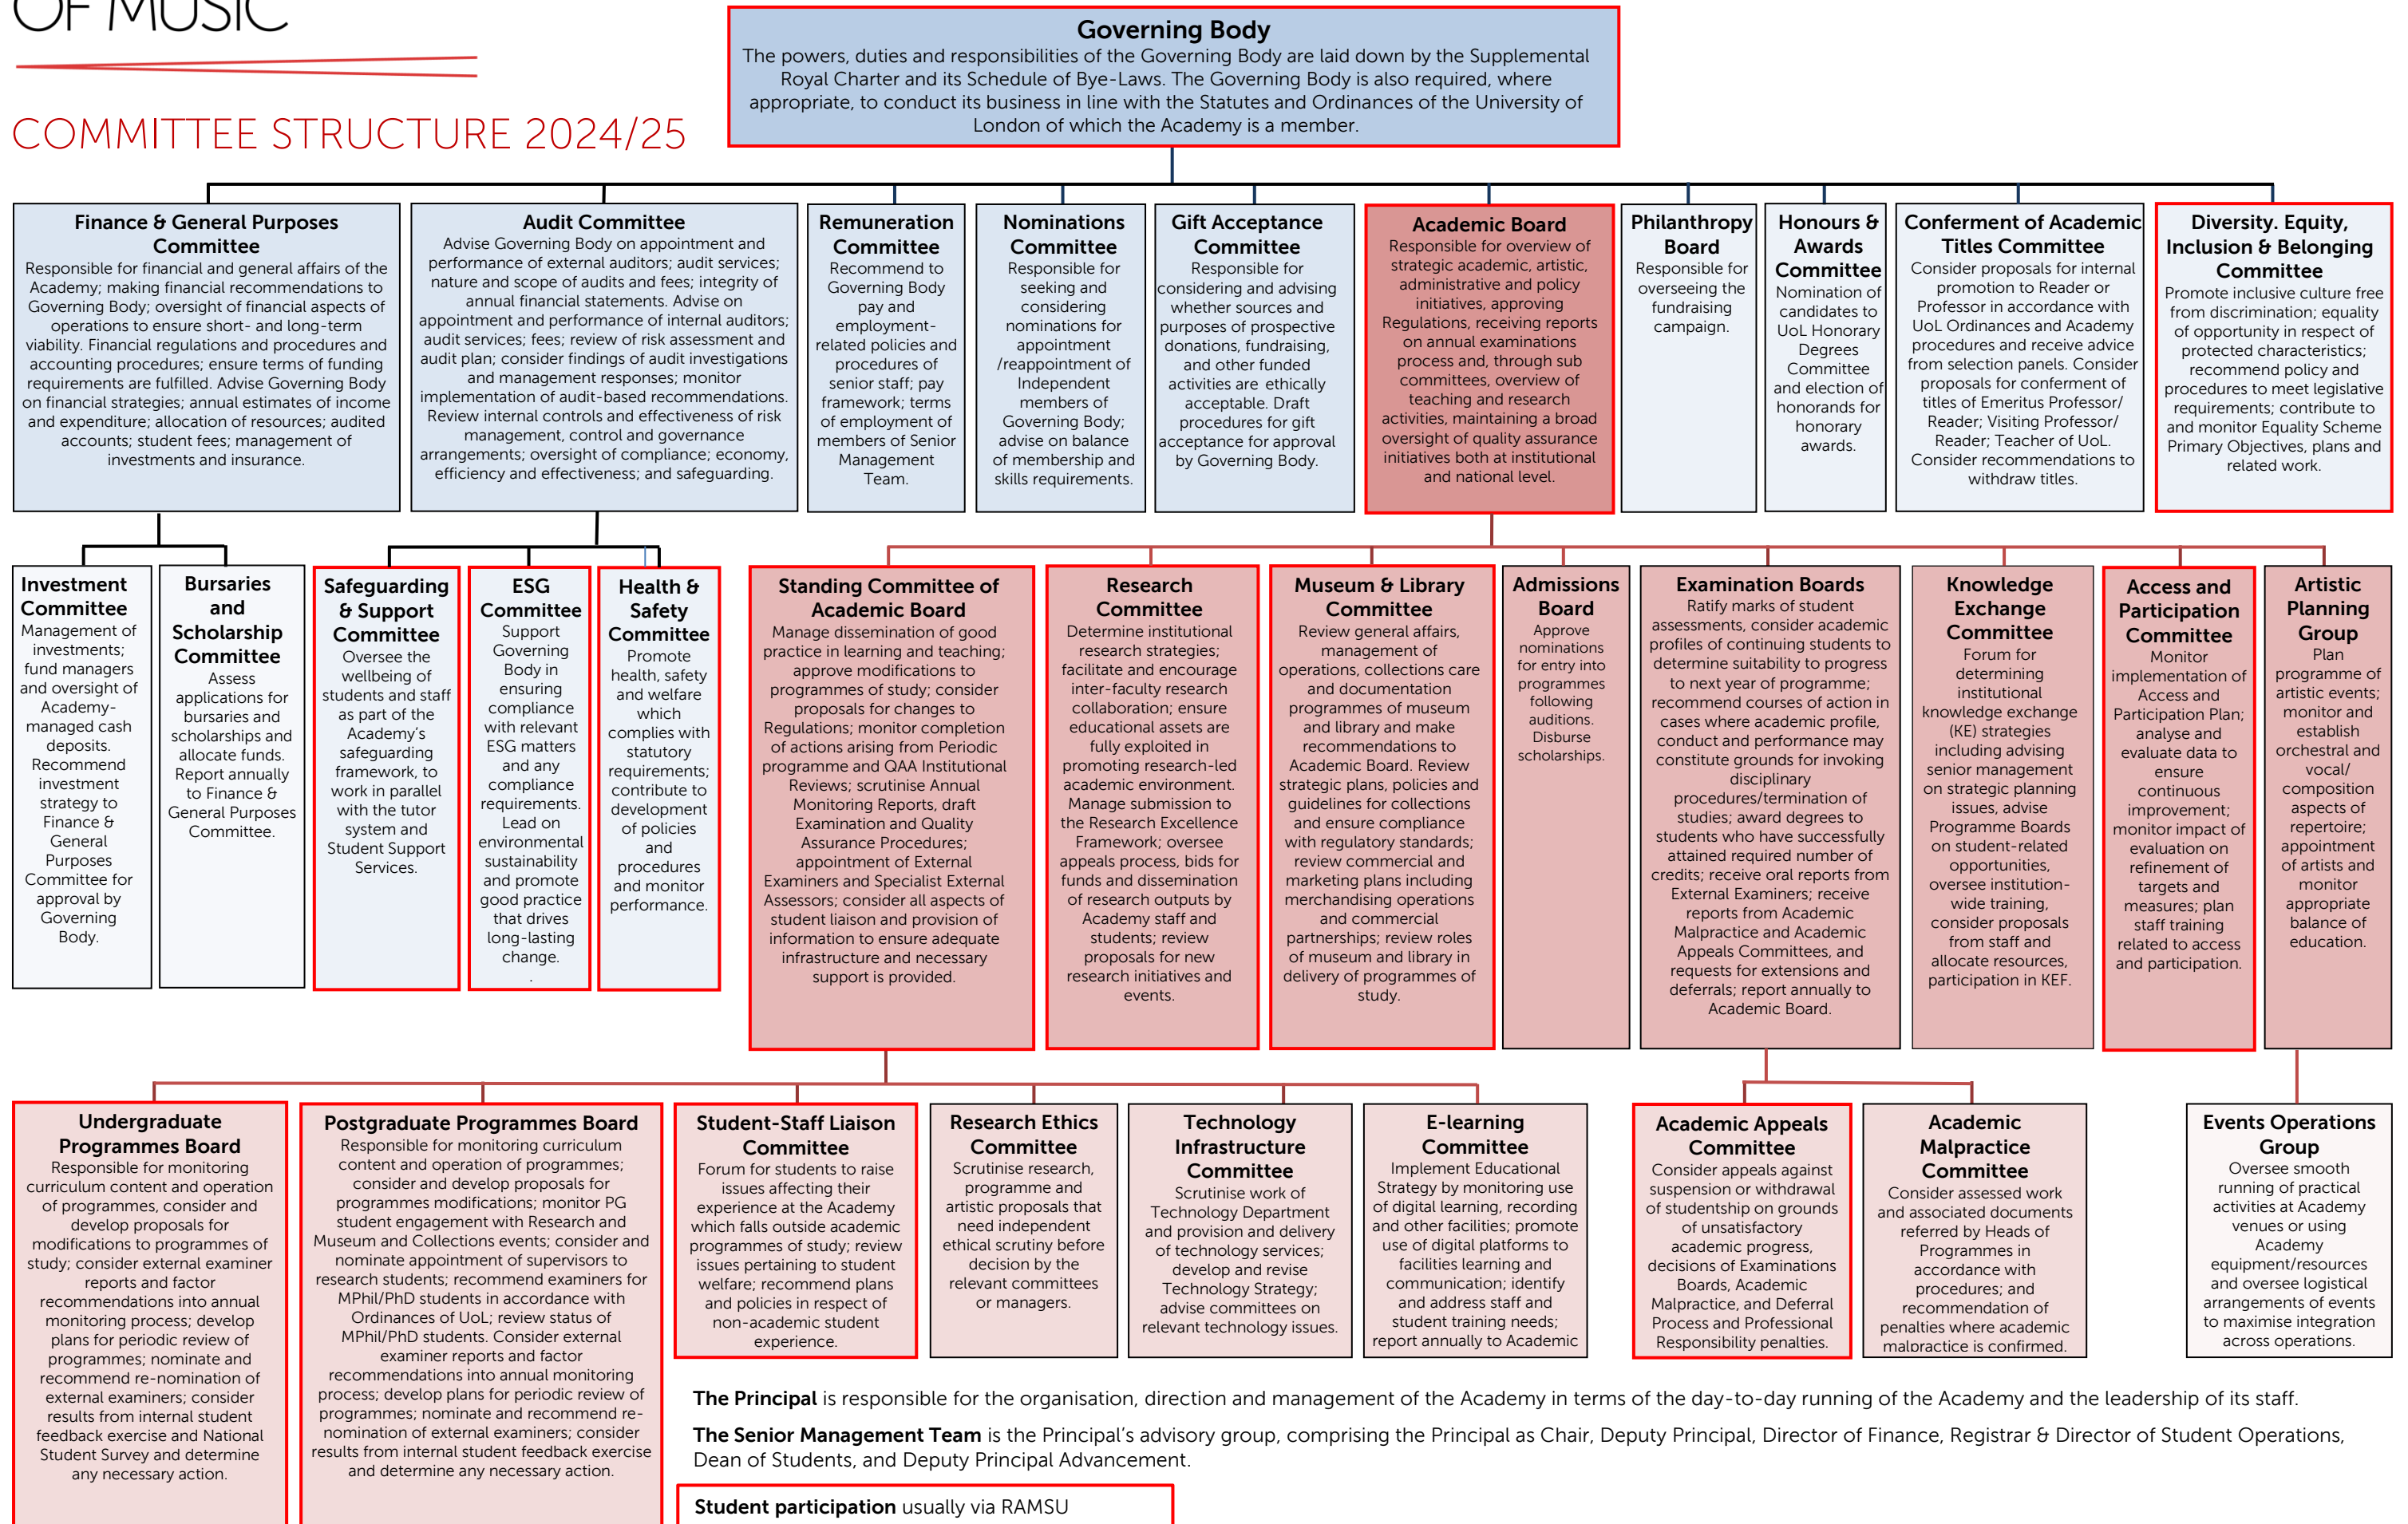 OF MUSIC
COMMITTEE STRUCTURE 2024/25
Governing Body
The powers, duties and responsibilities of the Governing Body are laid down by the Supplemental
Royal Charter and its Schedule of Bye-Laws. The Governing Body is also required, where
appropriate, to conduct its business in line with the Statutes and Ordinances of the University of
London of which the Academy is a member.
Finance & General Purposes
Committee
Responsible for financial and general affairs of the
Academy; making financial recommendations to
Governing Body; oversight of financial aspects of
operations to ensure short- and long-term
viability. Financial regulations and procedures and
accounting procedures; ensure terms of funding
requirements are fulfilled. Advise Governing Body
on financial strategies; annual estimates of income
and expenditure; allocation of resources; audited
accounts; student fees; management of
investments and insurance.
Audit Committee
Advise Governing Body on appointment and
performance of external auditors; audit services;
nature and scope of audits and fees; integrity of
annual financial statements. Advise on
appointment and performance of internal auditors;
audit services; fees; review of risk assessment and
audit plan; consider findings of audit investigations
and management responses; monitor
implementation of audit-based recommendations.
Review internal controls and effectiveness of risk
management, control and governance
arrangements; oversight of compliance; economy,
efficiency and effectiveness; and safeguarding.
Remuneration
Committee
Recommend to
Governing Body
pay and
employment-
related policies and
procedures of
senior staff; pay
framework; terms
of employment of
members of Senior
Management
Team.
Nominations
Committee
Responsible for
seeking and
considering
nominations for
appointment
/reappointment of
Independent
members of
Governing Body;
advise on balance
of membership and
skills requirements.
Gift Acceptance
Committee
Responsible for
considering and advising
whether sources and
purposes of prospective
donations, fundraising,
and other funded
activities are ethically
acceptable. Draft
procedures for gift
acceptance for approval
by Governing Body.
Academic Board
Responsible for overview of
strategic academic, artistic,
administrative and policy
initiatives, approving
Regulations, receiving reports
on annual examinations
process and, through sub
committees, overview of
teaching and research
activities, maintaining a broad
oversight of quality assurance
initiatives both at institutional
and national level.
Philanthropy
Board
Responsible for
overseeing the
fundraising
campaign.
Honours &
Awards
Committee
Nomination of
candidates to
UoL Honorary
Degrees
Committee
and election of
honorands for
honorary
awards.
Conferment of Academic
Titles Committee
Consider proposals for internal
promotion to Reader or
Professor in accordance with
UoL Ordinances and Academy
procedures and receive advice
from selection panels. Consider
proposals for conferment of
titles of Emeritus Professor/
Reader; Visiting Professor/
Reader; Teacher of UoL.
Consider recommendations to
withdraw titles.
Diversity. Equity,
Inclusion & Belonging
Committee
Promote inclusive culture free
from discrimination; equality
of opportunity in respect of
protected characteristics;
recommend policy and
procedures to meet legislative
requirements; contribute to
and monitor Equality Scheme
Primary Objectives, plans and
related work.
Investment
Committee
Management of
investments;
fund managers
and oversight of
Academy-
managed cash
deposits.
Recommend
investment
strategy to
Finance &
General
Purposes
Committee for
approval by
Governing
Body.
Bursaries
and
Scholarship
Committee
Assess
applications for
bursaries and
scholarships and
allocate funds.
Report annually
to Finance &
General Purposes
Committee.
Safeguarding
& Support
Committee
Oversee the
wellbeing of
students and staff
as part of the
Academy's
safeguarding
framework, to
work in parallel
with the tutor
system and
Student Support
Services.
ESG
Committee
Support
Governing
Body in
ensuring
compliance
with relevant
ESG matters
and any
compliance
requirements.
Lead on
environmental
sustainability
and promote
good practice
that drives
long-lasting
change.
.
Health &
Safety
Committee
Promote
health, safety
and welfare
which
complies with
statutory
requirements;
contribute to
development
of policies
and
procedures
and monitor
performance.
Standing Committee of
Academic Board
Manage dissemination of good
practice in learning and teaching;
approve modifications to
programmes of study; consider
proposals for changes to
Regulations; monitor completion
of actions arising from Periodic
programme and QAA Institutional
Reviews; scrutinise Annual
Monitoring Reports, draft
Examination and Quality
Assurance Procedures;
appointment of External
Examiners and Specialist External
Assessors; consider all aspects of
student liaison and provision of
information to ensure adequate
infrastructure and necessary
support is provided.
Research
Committee
Determine institutional
research strategies;
facilitate and encourage
inter-faculty research
collaboration; ensure
educational assets are
fully exploited in
promoting research-led
academic environment.
Manage submission to
the Research Excellence
Framework; oversee
appeals process, bids for
funds and dissemination
of research outputs by
Academy staff and
students; review
proposals for new
research initiatives and
events.
Museum & Library
Committee
Review general affairs,
management of
operations, collections care
and documentation
programmes of museum
and library and make
recommendations to
Academic Board. Review
strategic plans, policies and
guidelines for collections
and ensure compliance
with regulatory standards;
review commercial and
marketing plans including
merchandising operations
and commercial
partnerships; review roles
of museum and library in
delivery of programmes of
study.
Admissions
Board
Approve
nominations
for entry into
programmes
following
auditions.
Disburse
scholarships.
Examination Boards
Ratify marks of student
assessments, consider academic
profiles of continuing students to
determine suitability to progress
to next year of programme;
recommend courses of action in
cases where academic profile,
conduct and performance may
constitute grounds for invoking
disciplinary
procedures/termination of
studies; award degrees to
students who have successfully
attained required number of
credits; receive oral reports from
External Examiners; receive
reports from Academic
Malpractice and Academic
Appeals Committees, and
requests for extensions and
deferrals; report annually to
Academic Board.
Knowledge
Exchange
Committee
Forum for
determining
institutional
knowledge exchange
(KE) strategies
including advising
senior management
on strategic planning
issues, advise
Programme Boards
on student-related
opportunities,
oversee institution-
wide training,
consider proposals
from staff and
allocate resources,
participation in KEF.
Access and
Participation
Committee
Monitor
implementation of
Access and
Participation Plan;
analyse and
evaluate data to
ensure
continuous
improvement;
monitor impact of
evaluation on
refinement of
targets and
measures; plan
staff training
related to access
and participation.
Artistic
Planning
Group
Plan
programme of
artistic events;
monitor and
establish
orchestral and
vocal/
composition
aspects of
repertoire;
appointment
of artists and
monitor
appropriate
balance of
education.
Undergraduate
Programmes Board
Responsible for monitoring
curriculum content and operation
of programmes, consider and
develop proposals for
modifications to programmes of
study; consider external examiner
reports and factor
recommendations into annual
monitoring process; develop
plans for periodic review of
programmes; nominate and
recommend re-nomination of
external examiners; consider
results from internal student
feedback exercise and National
Student Survey and determine
any necessary action.
Postgraduate Programmes Board
Responsible for monitoring curriculum
content and operation of programmes;
consider and develop proposals for
programmes modifications; monitor PG
student engagement with Research and
Museum and Collections events; consider and
nominate appointment of supervisors to
research students; recommend examiners for
MPhil/PhD students in accordance with
Ordinances of UoL; review status of
MPhil/PhD students. Consider external
examiner reports and factor
recommendations into annual monitoring
process; develop plans for periodic review of
programmes; nominate and recommend re-
nomination of external examiners; consider
results from internal student feedback exercise
and determine any necessary action.
Student-Staff Liaison
Committee
Forum for students to raise
issues affecting their
experience at the Academy
which falls outside academic
programmes of study; review
issues pertaining to student
welfare; recommend plans
and policies in respect of
non-academic student
experience.
Research Ethics
Committee
Scrutinise research,
programme and
artistic proposals that
need independent
ethical scrutiny before
decision by the
relevant committees
or managers.
Technology
Infrastructure
Committee
Scrutinise work of
Technology Department
and provision and delivery
of technology services;
develop and revise
Technology Strategy;
advise committees on
relevant technology issues.
E-learning
Committee
Implement Educational
Strategy by monitoring use
of digital learning, recording
and other facilities; promote
use of digital platforms to
facilities learning and
communication; identify
and address staff and
student training needs;
report annually to Academic
Academic Appeals
Committee
Consider appeals against
suspension or withdrawal
of studentship on grounds
of unsatisfactory
academic progress,
decisions of Examinations
Boards, Academic
Malpractice, and Deferral
Process and Professional
Responsibility penalties.
Academic
Malpractice
Committee
Consider assessed work
and associated documents
referred by Heads of
Programmes in
accordance with
procedures; and
recommendation of
penalties where academic
malpractice is confirmed.
Events Operations
Group
Oversee smooth
running of practical
activities at Academy
venues or using
Academy
equipment/resources
and oversee logistical
arrangements of events
to maximise integration
across operations.
The Principal is responsible for the organisation, direction and management of the Academy in terms of the day-to-day running of the Academy and the leadership of its staff.
The Senior Management Team is the Principal's advisory group, comprising the Principal as Chair, Deputy Principal, Director of Finance, Registrar & Director of Student Operations,
Dean of Students, and Deputy Principal Advancement.
Student participation usually via RAMSU